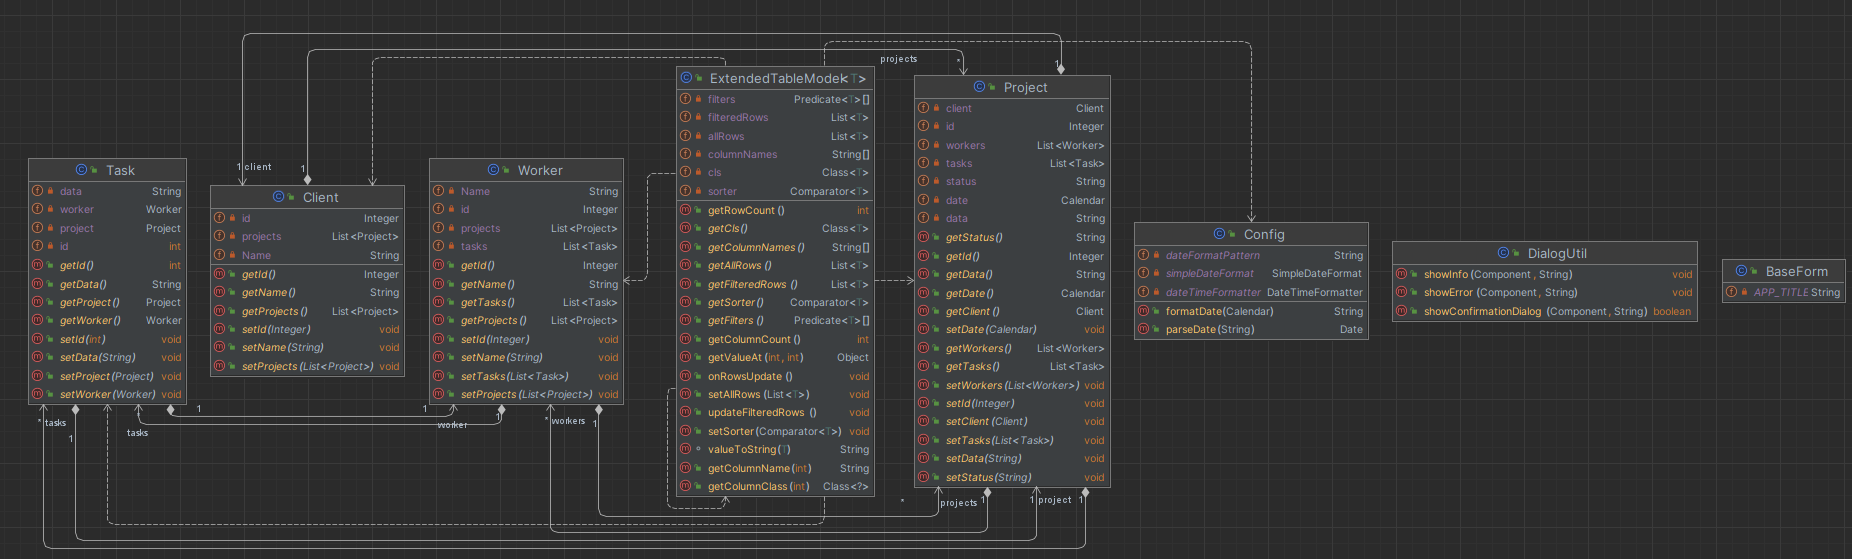 Task
data String
worker Worker
project Project
id int
getId() int
getData() String
getProject() Project
getWorker() Worker
setId(int) void
setData(String) void
setProject(Project) void
setWorker(Worker) void
* tasks
1
1
*
tasks
1 client
1
Client
id Integer
projects List<Project>
Name String
getId() Integer
getName() String
getProjects() List<Project>
setId(Integer) void
setName(String) void
setProjects(List<Project>) void
Worker
Name String
id Integer
projects List<Project>
tasks List<Task>
getId() Integer
getName() String
getTasks() List<Task>
getProjects() List<Project>
setId(Integer) void
setName(String) void
setTasks(List<Task>) void
setProjects(List<Project>) void
1
worker
1
* workers
1
ExtendedTableModel<T>
filters Predicate<T>[]
filteredRows List<T>
allRows List<T>
columnNames String[]
cls Class<T>
sorter Comparator<T>
getRowCount() int
getCls() Class<T>
getColumnNames() String[]
getAllRows() List<T>
getFilteredRows() List<T>
getSorter() Comparator<T>
getFilters() Predicate<T>[]
getColumnCount() int
getValueAt(int, int) Object
onRowsUpdate() void
setAllRows(List<T>) void
updateFilteredRows() void
setSorter(Comparator<T>) void
valueToString(T) String
getColumnName(int) String
getColumnClass(int) Class<?>
projects
*
1
Project
client Client
id Integer
workers List<Worker>
tasks List<Task>
status String
date Calendar
data String
getStatus() String
getId() Integer
getData() String
getDate() Calendar
getClient() Client
setDate(Calendar) void
getWorkers() List<Worker>
getTasks() List<Task>
setWorkers(List<Worker>) void
setId(Integer) void
setClient(Client) void
setTasks(List<Task>) void
setData(String) void
setStatus(String) void
*
projects
1
1 project
1
Config
dateFormatPattern String
simpleDateFormat SimpleDateFormat
dateTimeFormatter DateTimeFormatter
formatDate(Calendar) String
parseDate(String) Date
DialogUtil
showInfo(Component, String) void
showError(Component, String) void
showConfirmationDialog(Component, String) boolean
BaseForm
APP_TITLE String